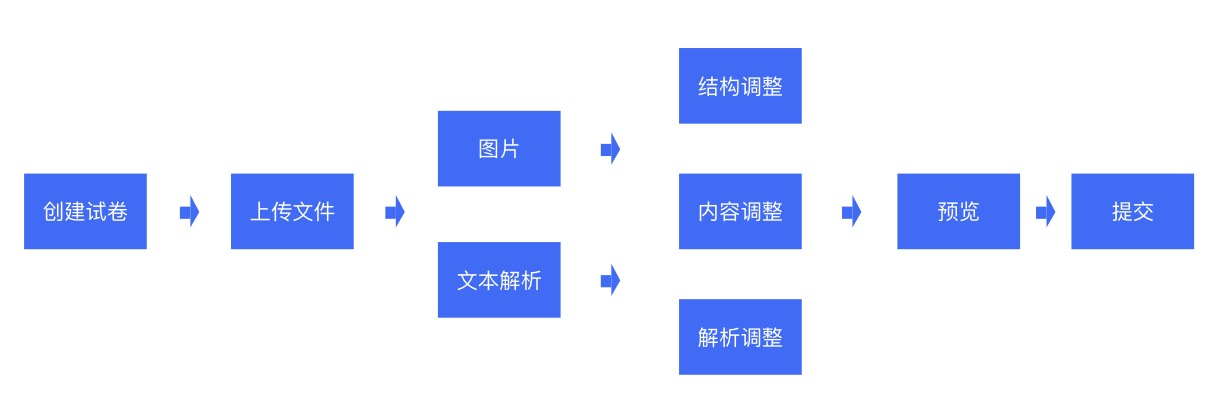 创建试卷
上传文件
图片
文本解析
结构调整
内容调整
解析调整
预览
提交